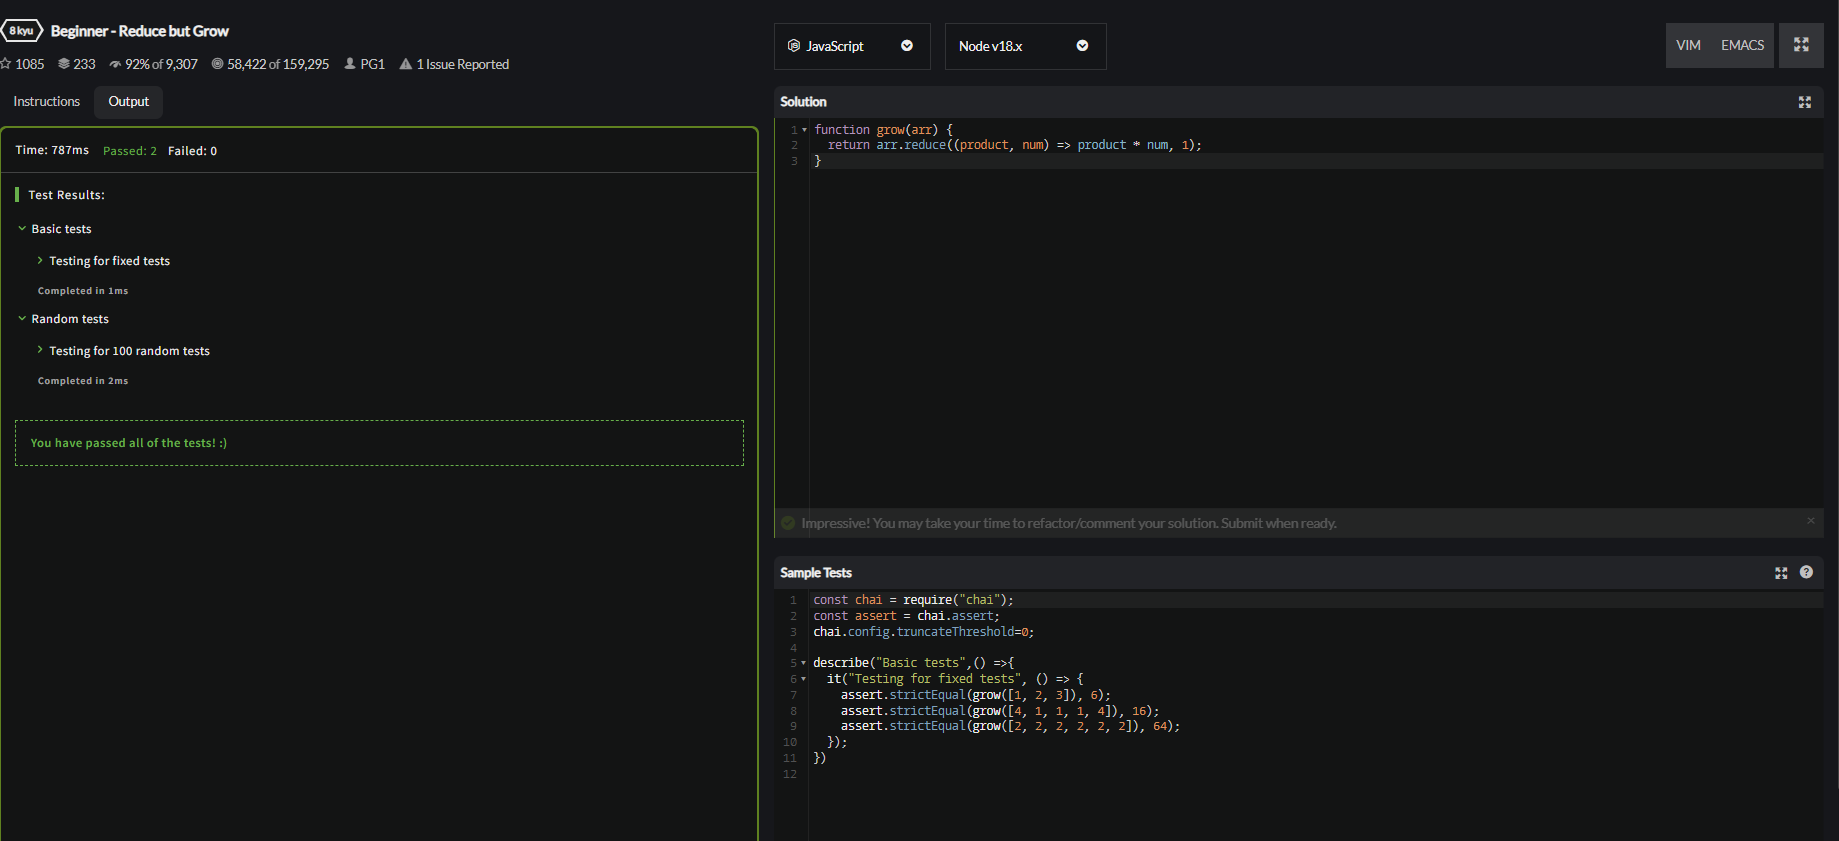 8 kyu Beginner - Reduce but Grow
1085 233 92% of 9,307 58,422 of 159,295 PG1 1 Issue Reported
Instructions Output
Time: 787ms Passed: 2 Failed: 0
Test Results:
Basic tests
Testing for fixed tests
Completed in 1ms
Random tests
Testing for 100 random tests
Completed in 2ms
You have passed all of the tests! :)
JavaScript Node v18.x VIM EMACS
Solution
1 function grow(arr) {
2 return arr.reduce((product, num) => product * num, 1);
3 }
Impressive! You may take your time to refactor/comment your solution. Submit when ready.
Sample Tests
1 const chai = require("chai");
2 const assert = chai.assert;
3 chai.config.truncateThreshold=0;
4
5 describe("Basic tests",() =>{
6 it("Testing for fixed tests", () => {
7 assert.strictEqual(grow([1, 2, 3]), 6);
8 assert.strictEqual(grow([4, 1, 1, 1, 4]), 16);
9 assert.strictEqual(grow([2, 2, 2, 2, 2, 2]), 64);
10 });
11 })
12